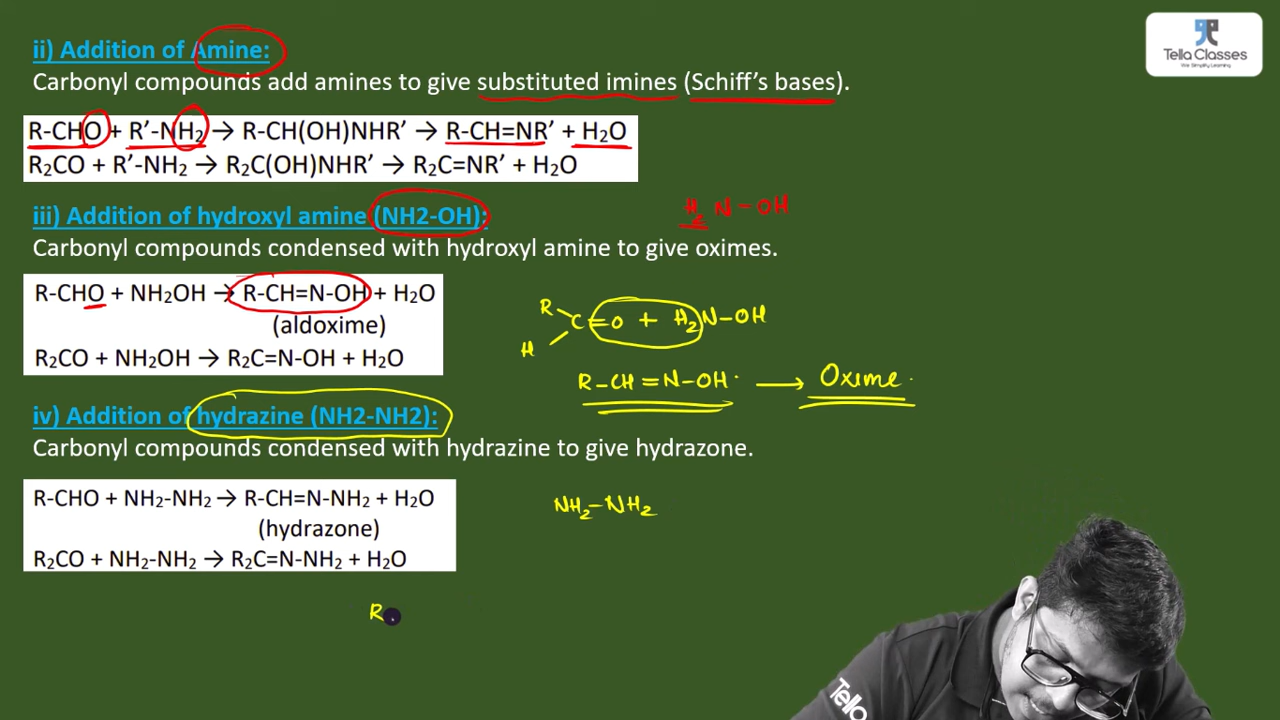 ii) Addition of Amine:
Carbonyl compounds add amines to give substituted imines (Schiff's bases).
R-CHO + R'-NH₂ → R-CH(OH)NHR' → R-CH=NR' + H₂O
R₂CO + R'-NH₂ → R₂C(OH)NHR' → R₂C=NR' + H₂O
iii) Addition of hydroxyl amine (NH2-OH):
H₂N-OH
Carbonyl compounds condensed with hydroxyl amine to give oximes.
R-CHO + NH₂OH → R-CH=N-OH + H₂O
(aldoxime)
R₂CO + NH₂OH → R₂C=N-OH + H₂O
R
C=O + H₂N-OH
H
R-CH=N-OH. → Oxime.
iv) Addition of hydrazine (NH2-NH2):
Carbonyl compounds condensed with hydrazine to give hydrazone.
R-CHO + NH₂-NH₂ → R-CH=N-NH₂ + H₂O
(hydrazone)
R₂CO + NH₂-NH₂ → R₂C=N-NH₂ + H₂O
NH₂-NH₂
R
Tella Classes
We Simplify Learning
Tella